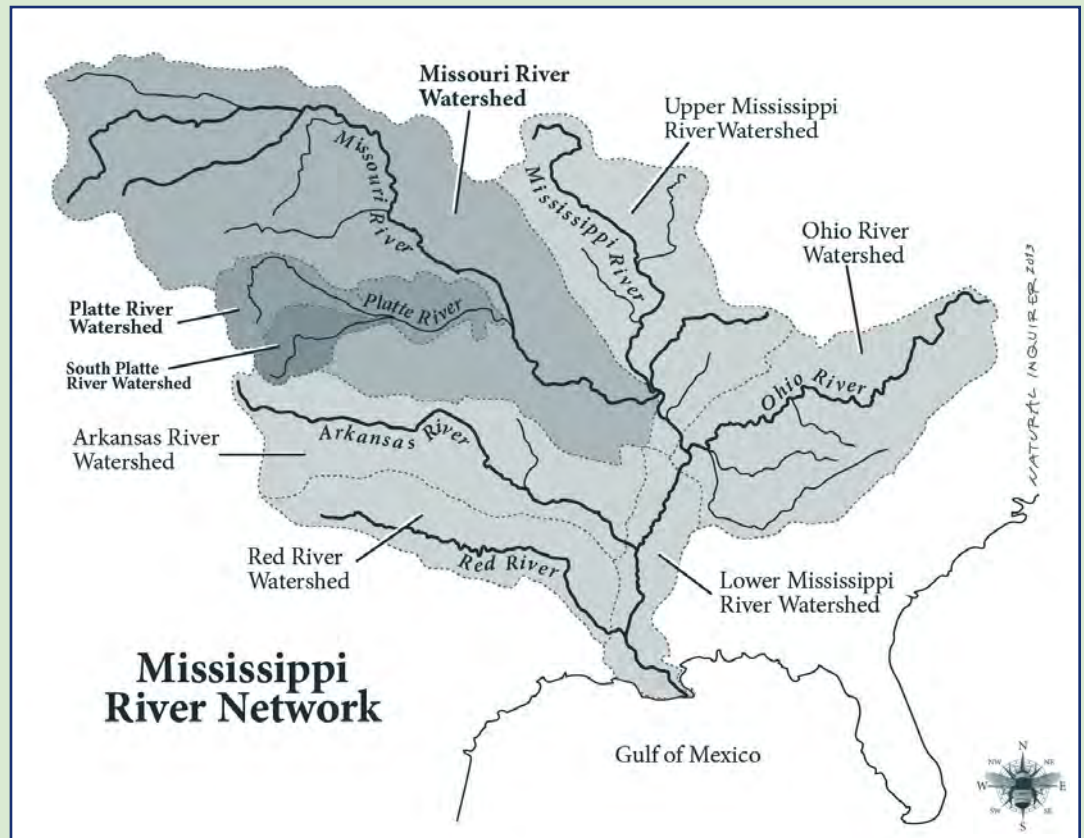 Missouri River
Watershed
Upper Mississippi
RiverWatershed
Missouri River
Mississippi River
Ohio River
Watershed
NATURAL INQUIRER 2013
Platte River
Watershed
Platte River
South Platte
River Watershed
Ohio River
Arkansas River
Watershed
Arkansas River
Red River
Watershed
Red River
Lower Mississippi
River Watershed
Mississippi
River Network
Gulf of Mexico
N
NW
NE
W
E
SW
SE
S